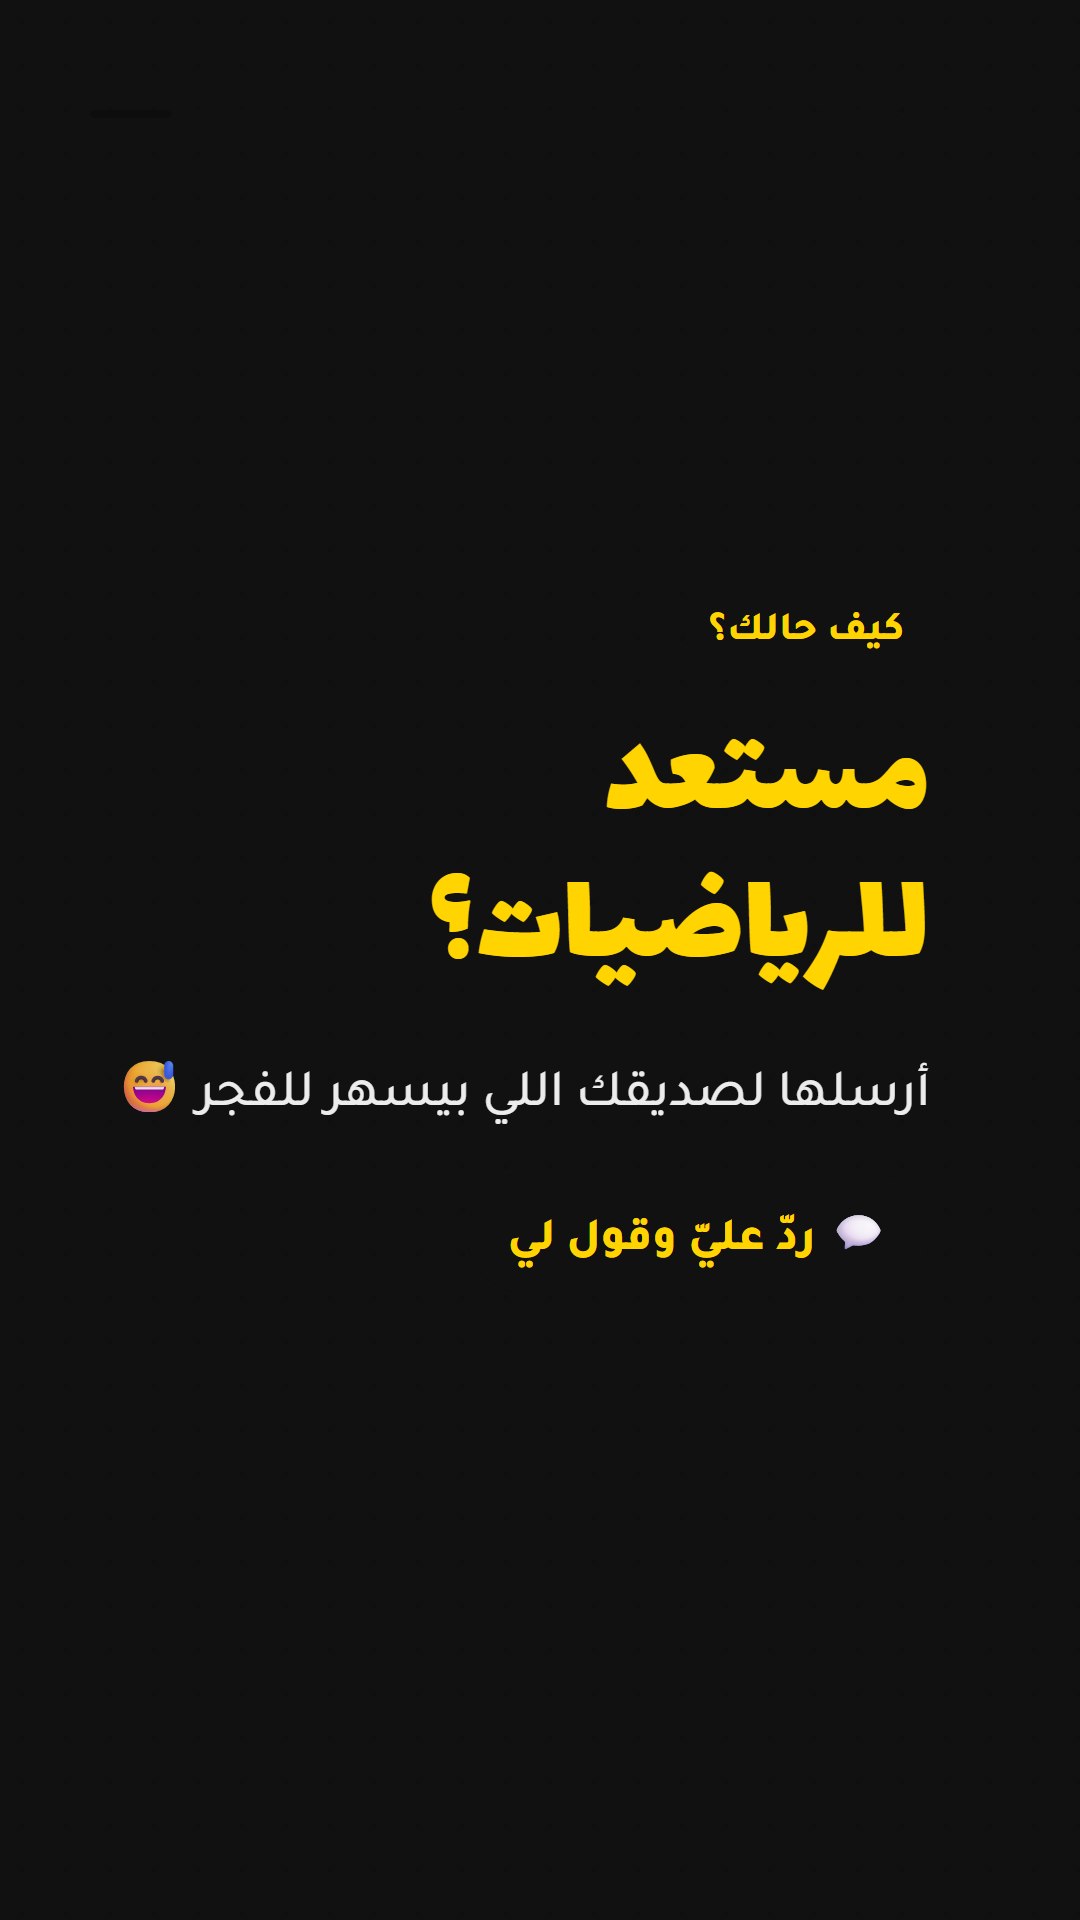 كيف حالك؟
مستعد
للرياضيات؟
أرسلها لصديقك اللي بيسهر للفجر 😅
💬 ردّ عليّ وقول لي